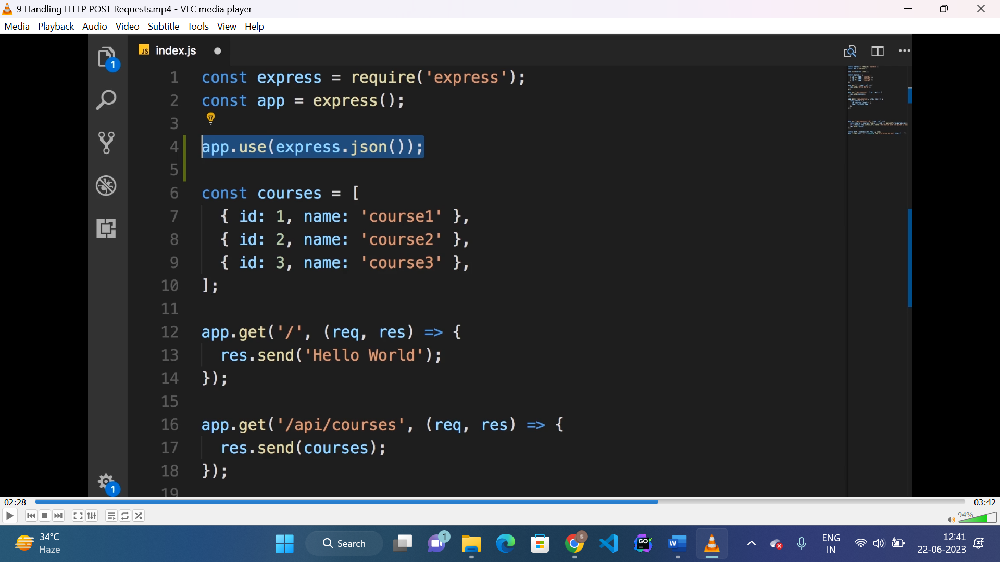 9 Handling HTTP POST Requests.mp4 - VLC media player
Media Playback Audio Video Subtitle Tools View Help
1
JS index.js
1 const express = require('express');
2 const app = express();
3
4 app.use(express.json());
5
6 const courses = [
7 { id: 1, name: 'course1' },
8 { id: 2, name: 'course2' },
9 { id: 3, name: 'course3' },
10 ];
11
12 app.get('/', (req, res) => {
13 res.send('Hello World');
14 });
15
16 app.get('/api/courses', (req, res) => {
17 res.send(courses);
18 });
19
1
02:28 03:42
94%
34°C
Haze
Search
1
S
GO
W
ENG
IN
12:41
22-06-2023